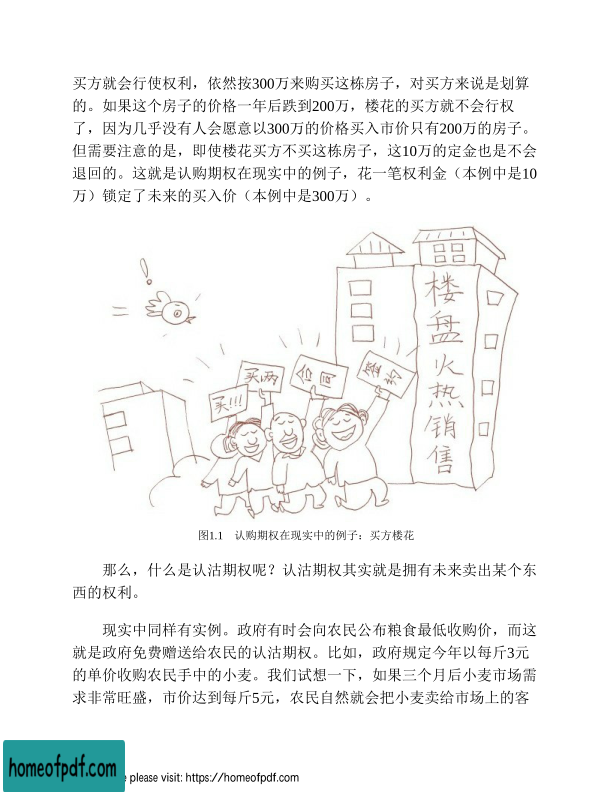 买方就会行使权利，依然按300万来购买这栋房子，对买方来说是划算
的。如果这个房子的价格一年后跌到200万，楼花的买方就不会行权
了，因为几乎没有人会愿意以300万的价格买入市价只有200万的房子。
但需要注意的是，即使楼花买方不买这栋房子，这10万的定金也是不会
退回的。这就是认购期权在现实中的例子，花一笔权利金（本例中是10
万）锁定了未来的买入价（本例中是300万）。
楼盘火热销售
买两
合同
买!!!
图1.1 认购期权在现实中的例子：买方楼花
那么，什么是认沽期权呢？认沽期权其实就是拥有未来卖出某个东
西的权利。
现实中同样有实例。政府有时会向农民公布粮食最低收购价，而这
就是政府免费赠送给农民的认沽期权。比如，政府规定今年以每斤3元
的单价收购农民手中的小麦。我们试想一下，如果三个月后小麦市场需
求非常旺盛，市价达到每斤5元，农民自然就会把小麦卖给市场上的客
homeofpdf.com
e please visit: https://homeofpdf.com